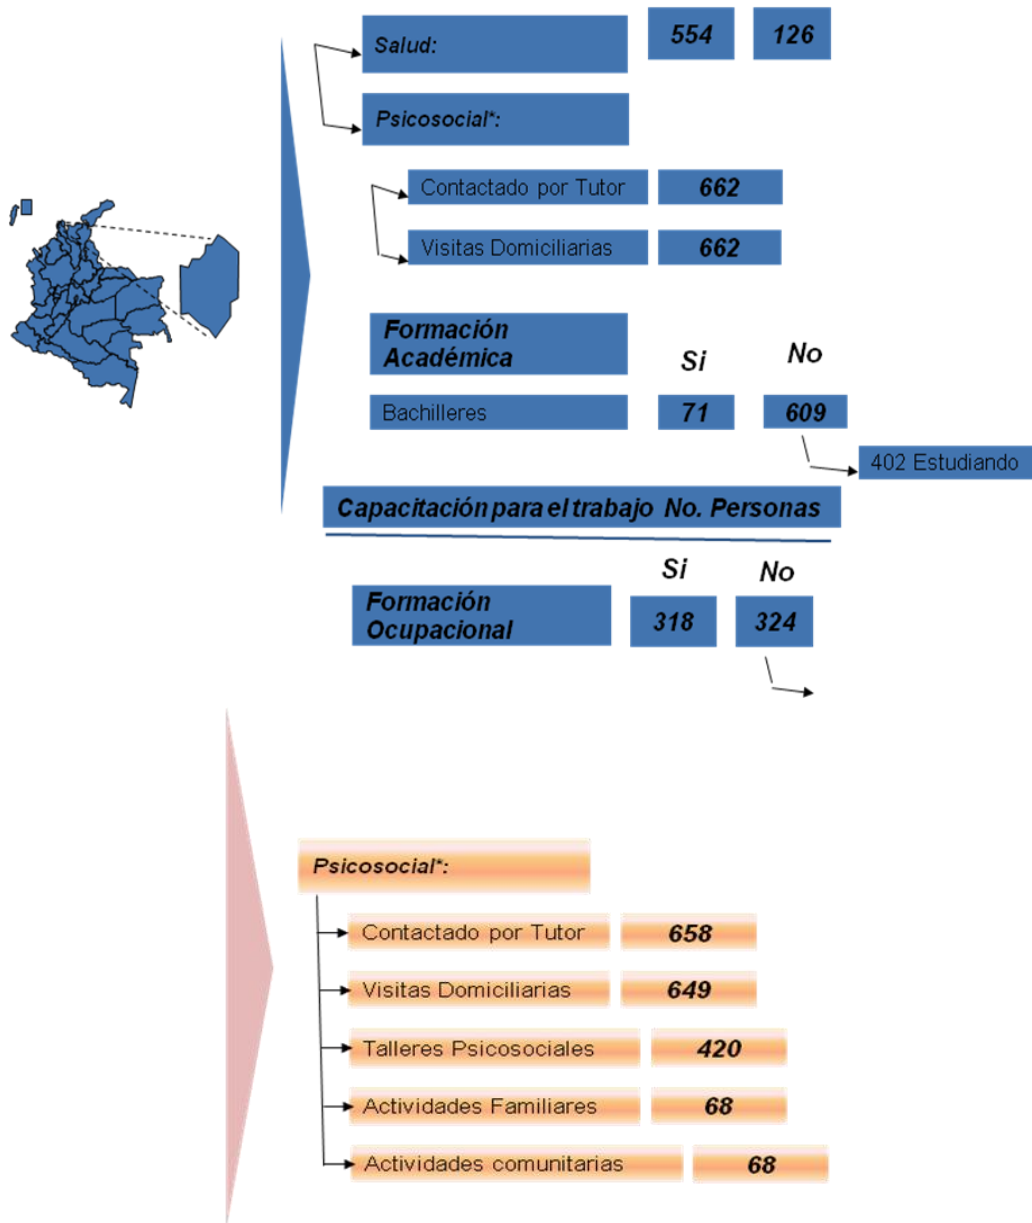 Salud: 554 126
Psicosocial*:
Contactado por Tutor 662
Visitas Domiciliarias 662
Formación
Académica
Si No
Bachilleres 71 609
402 Estudiando
Capacitación para el trabajo No. Personas
Si No
Formación
Ocupacional
318 324
Psicosocial*:
Contactado por Tutor 658
Visitas Domiciliarias 649
Talleres Psicosociales 420
Actividades Familiares 68
Actividades comunitarias 68